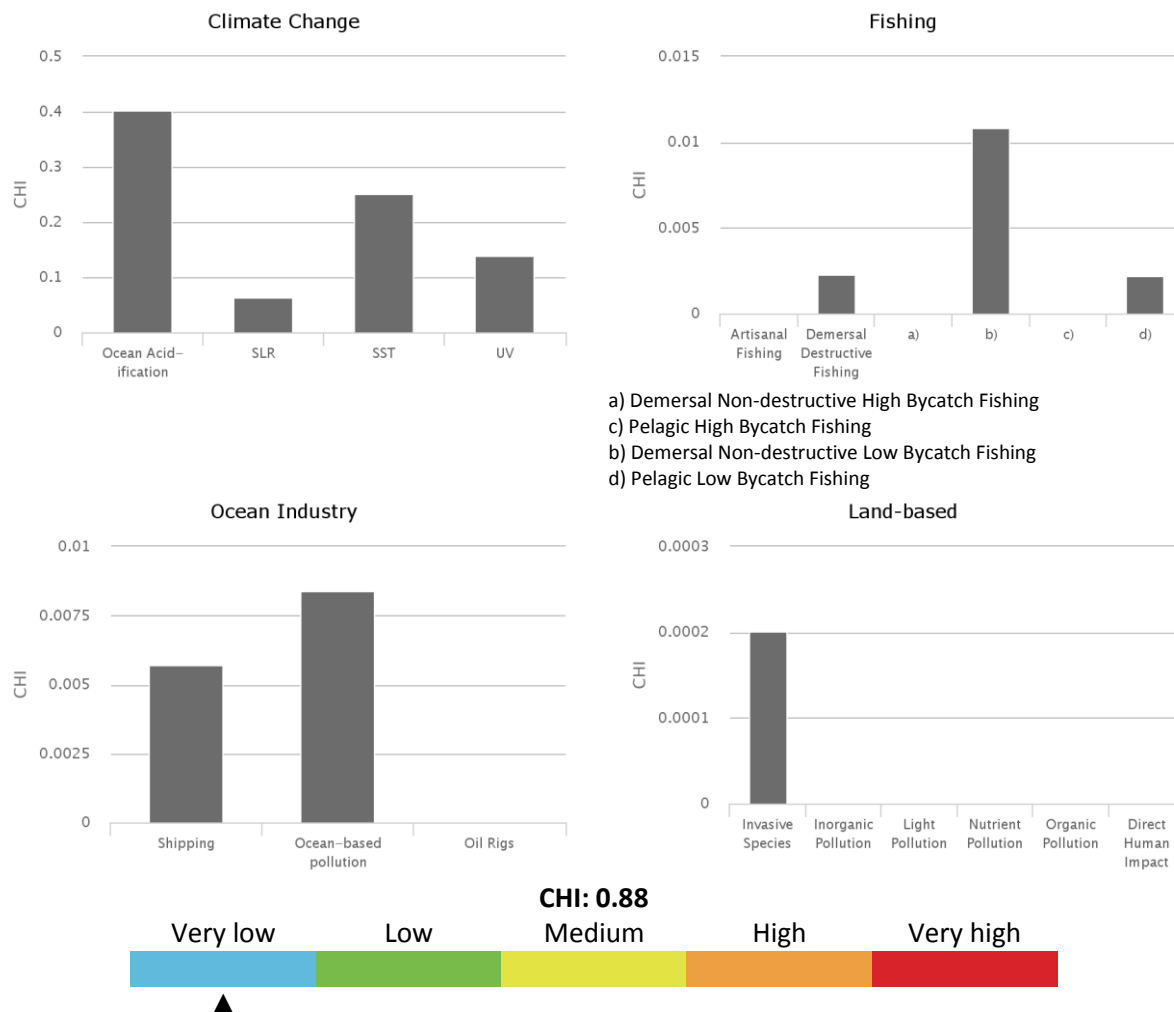 Climate Change
0.5
0.4
0.3
0.2
0.1
0
CHI
Ocean Acid-
ification
SLR
SST
UV
Fishing
0.015
0.01
0.005
0
CHI
Artisanal
Fishing
Demersal
Destructive
Fishing
a)
b)
c)
d)
a) Demersal Non-destructive High Bycatch Fishing
c) Pelagic High Bycatch Fishing
b) Demersal Non-destructive Low Bycatch Fishing
d) Pelagic Low Bycatch Fishing
Ocean Industry
0.01
0.0075
0.005
0.0025
0
CHI
Shipping
Ocean-based
pollution
Oil Rigs
Land-based
0.0003
0.0002
0.0001
0
CHI
Invasive
Species
Inorganic
Pollution
Light
Pollution
Nutrient
Pollution
Organic
Pollution
Direct
Human
Impact
CHI: 0.88
Very low
Low
Medium
High
Very high